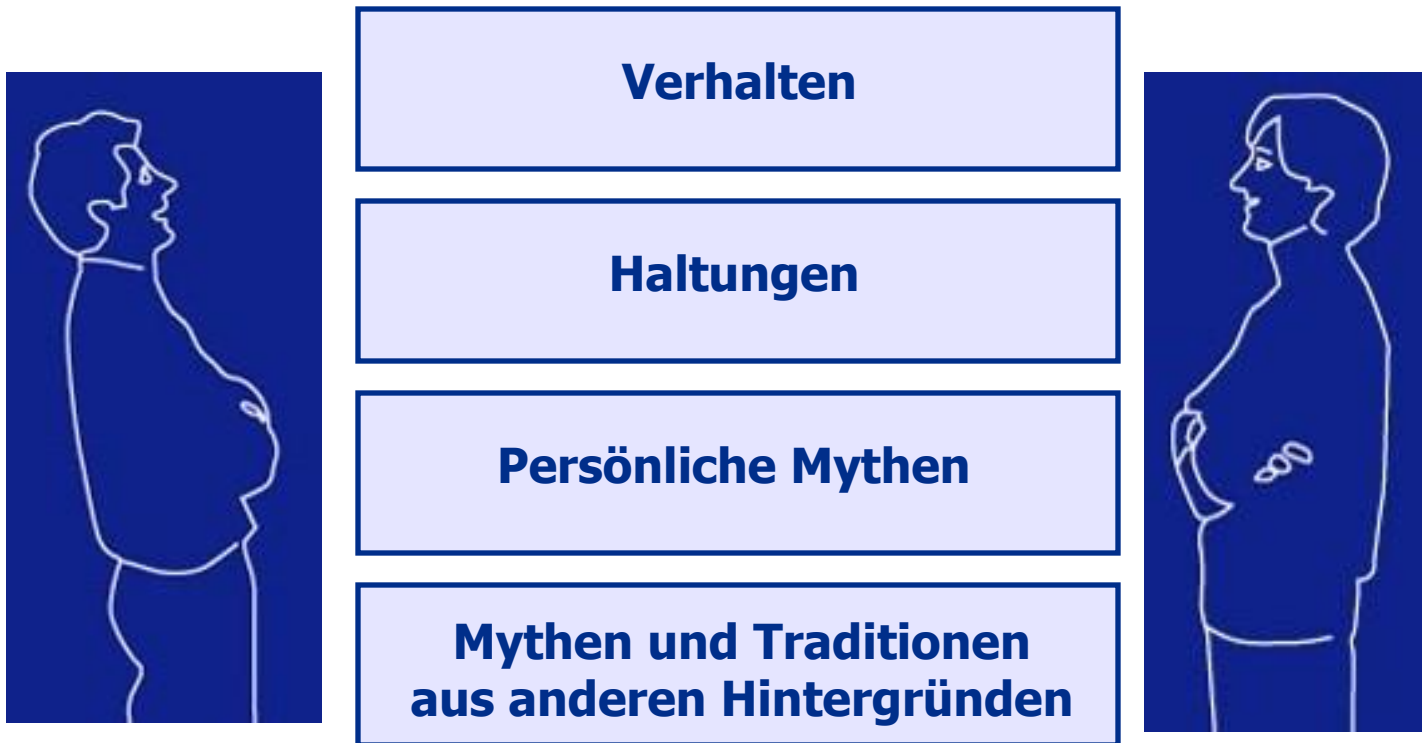 Verhalten
Haltungen
Persönliche Mythen
Mythen und Traditionen
aus anderen Hintergründen